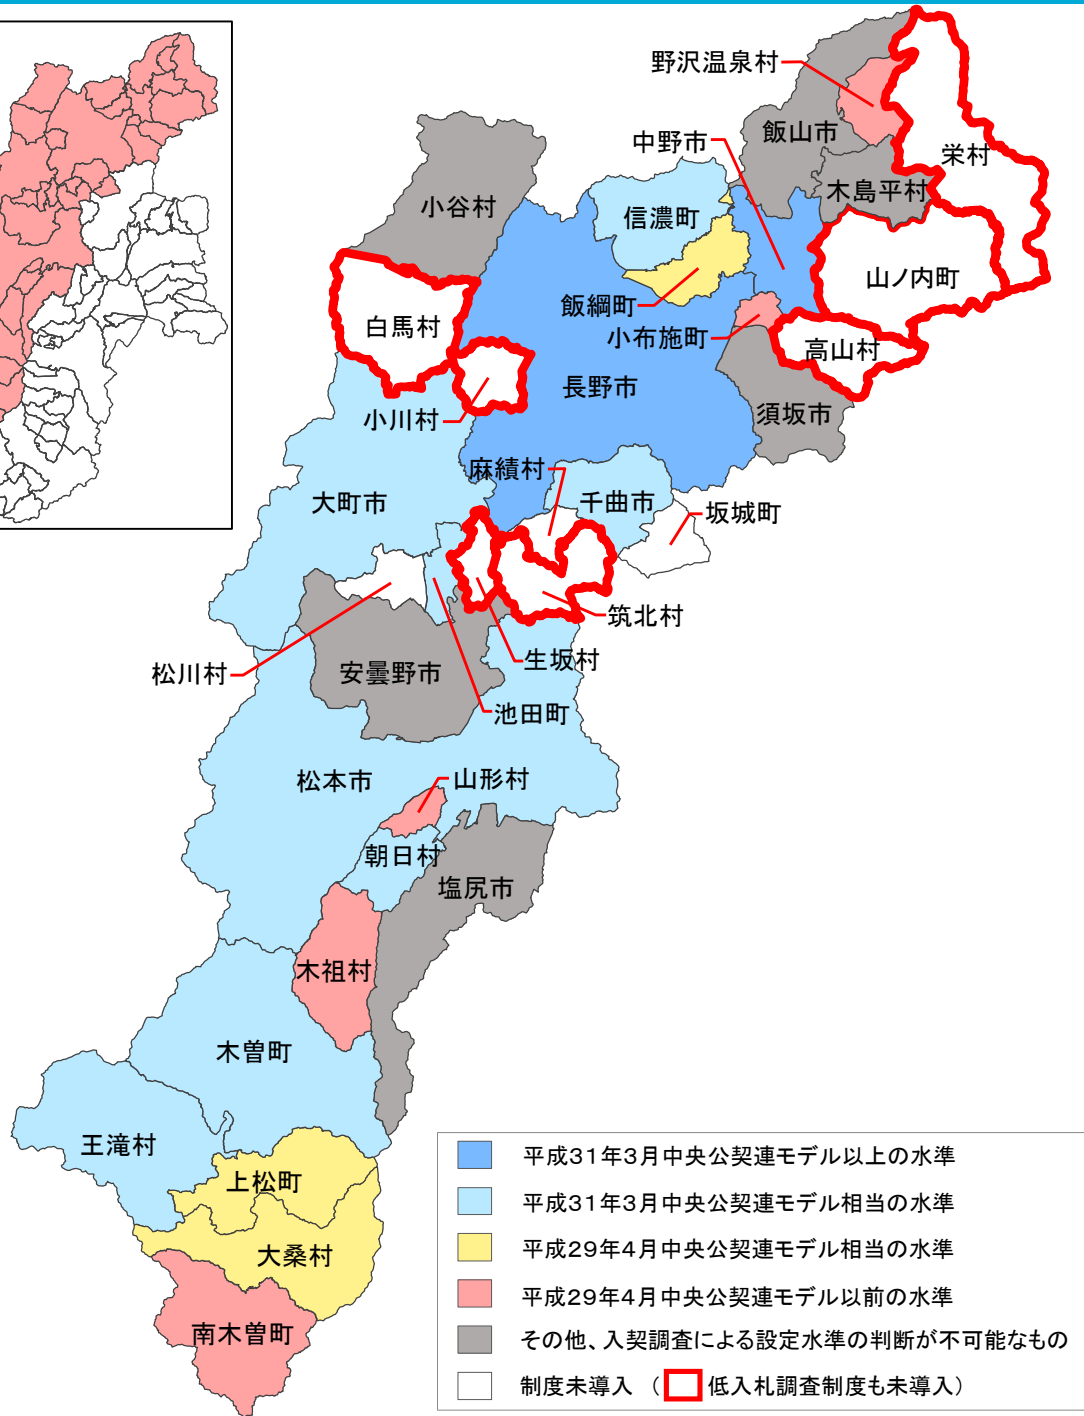 野沢温泉村
中野市
飯山市
栄村
木島平村
小谷村
信濃町
山ノ内町
飯綱町
白馬村
小布施町
高山村
長野市
須坂市
小川村
麻績村
大町市
千曲市
坂城町
筑北村
生坂村
松川村
安曇野市
池田町
松本市
山形村
朝日村
塩尻市
木祖村
木曽町
王滝村
上松町
大桑村
南木曽町
平成31年3月中央公契連モデル以上の水準
平成31年3月中央公契連モデル相当の水準
平成29年4月中央公契連モデル相当の水準
平成29年4月中央公契連モデル以前の水準
その他、入契調査による設定水準の判断が不可能なもの
制度未導入 （ 低入札調査制度も未導入）